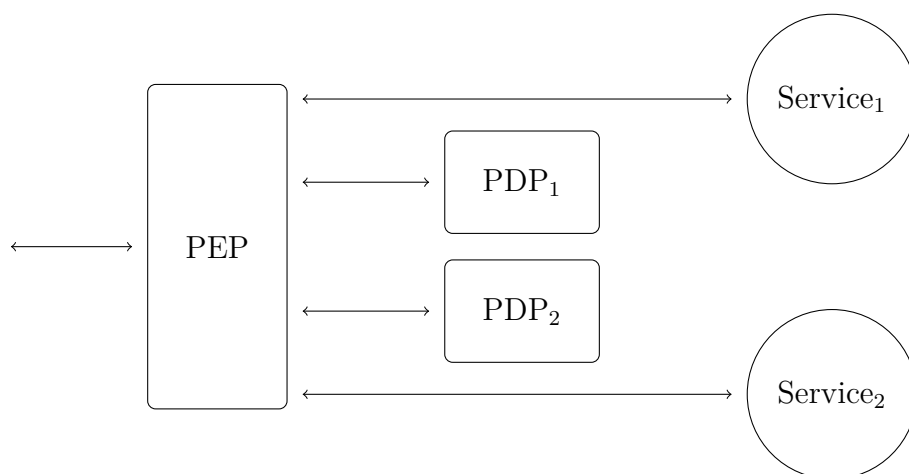 Service₁
PDP₁
PEP
PDP₂
Service₂